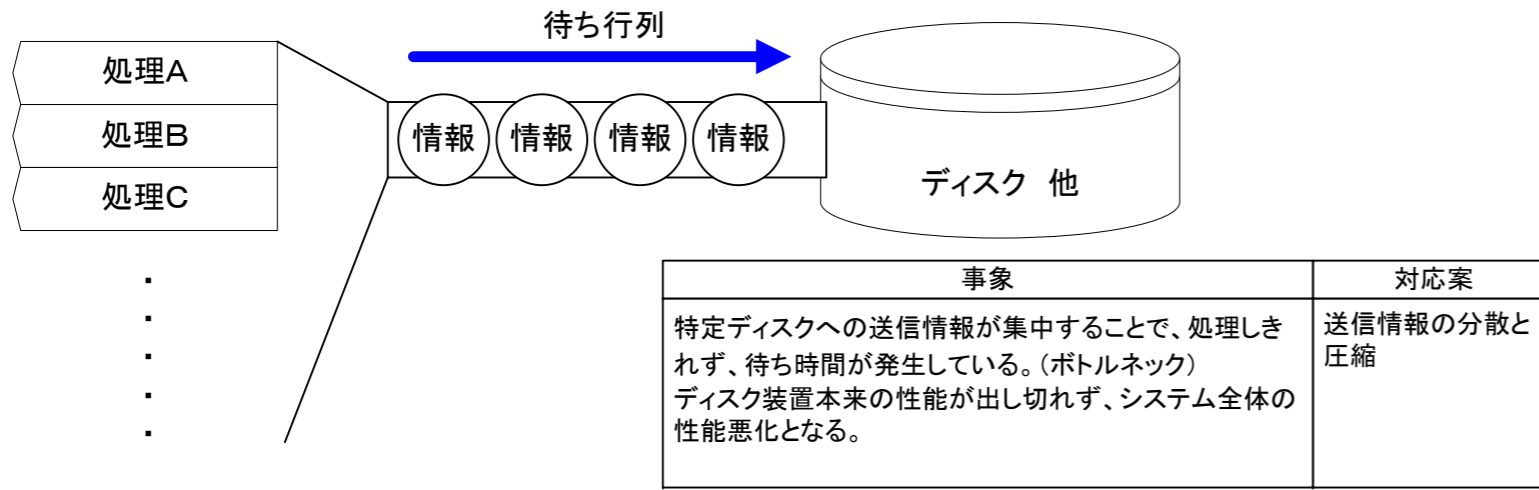 待ち行列
処理A
処理B
処理C
情報
情報
情報
情報
ディスク 他
・
・
・
・
・
事象
対応案
特定ディスクへの送信情報が集中することで、処理しき
れず、待ち時間が発生している。(ボトルネック)
ディスク装置本来の性能が出し切れず、システム全体の
性能悪化となる。
送信情報の分散と
圧縮